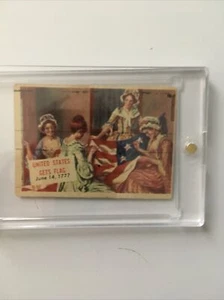 UNITED STATES
GETS FLAG
June 14, 1777